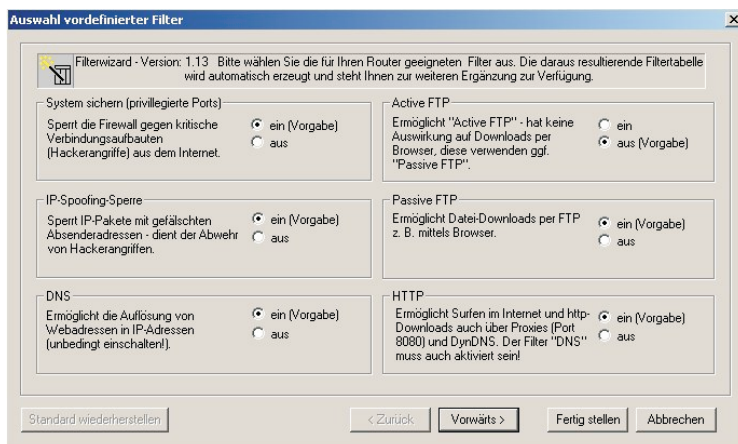 Auswahl vordefinierter Filter
Filterwizard - Version: 1.13 Bitte wählen Sie die für Ihren Router geeigneten Filter aus. Die daraus resultierende Filtertabelle
wird automatisch erzeugt und steht Ihnen zur weiteren Ergänzung zur Verfügung.
System sichern (privillegierte Ports)
Sperrt die Firewall gegen kritische
Verbindungsaufbauten
(Hackerangriffe) aus dem Internet.
ein (Vorgabe)
aus
Active FTP
Ermöglicht "Active FTP" - hat keine
Auswirkung auf Downloads per
Browser, diese verwenden ggf.
"Passive FTP".
ein
aus (Vorgabe)
IP-Spoofing-Sperre
Sperrt IP-Pakete mit gefälschten
Absenderadressen - dient der Abwehr
von Hackerangriffen.
ein (Vorgabe)
aus
Passive FTP
Ermöglicht Datei-Downloads per FTP
z. B. mittels Browser.
ein (Vorgabe)
aus
DNS
Ermöglicht die Auflösung von
Webadressen in IP-Adressen
(unbedingt einschalten!).
ein (Vorgabe)
aus
HTTP
Ermöglicht Surfen im Internet und http-
Downloads auch über Proxies (Port
8080) und DynDNS. Der Filter "DNS"
muss auch aktiviert sein!
ein (Vorgabe)
aus
Standard wiederherstellen
< Zurück
Vorwärts >
Fertig stellen
Abbrechen